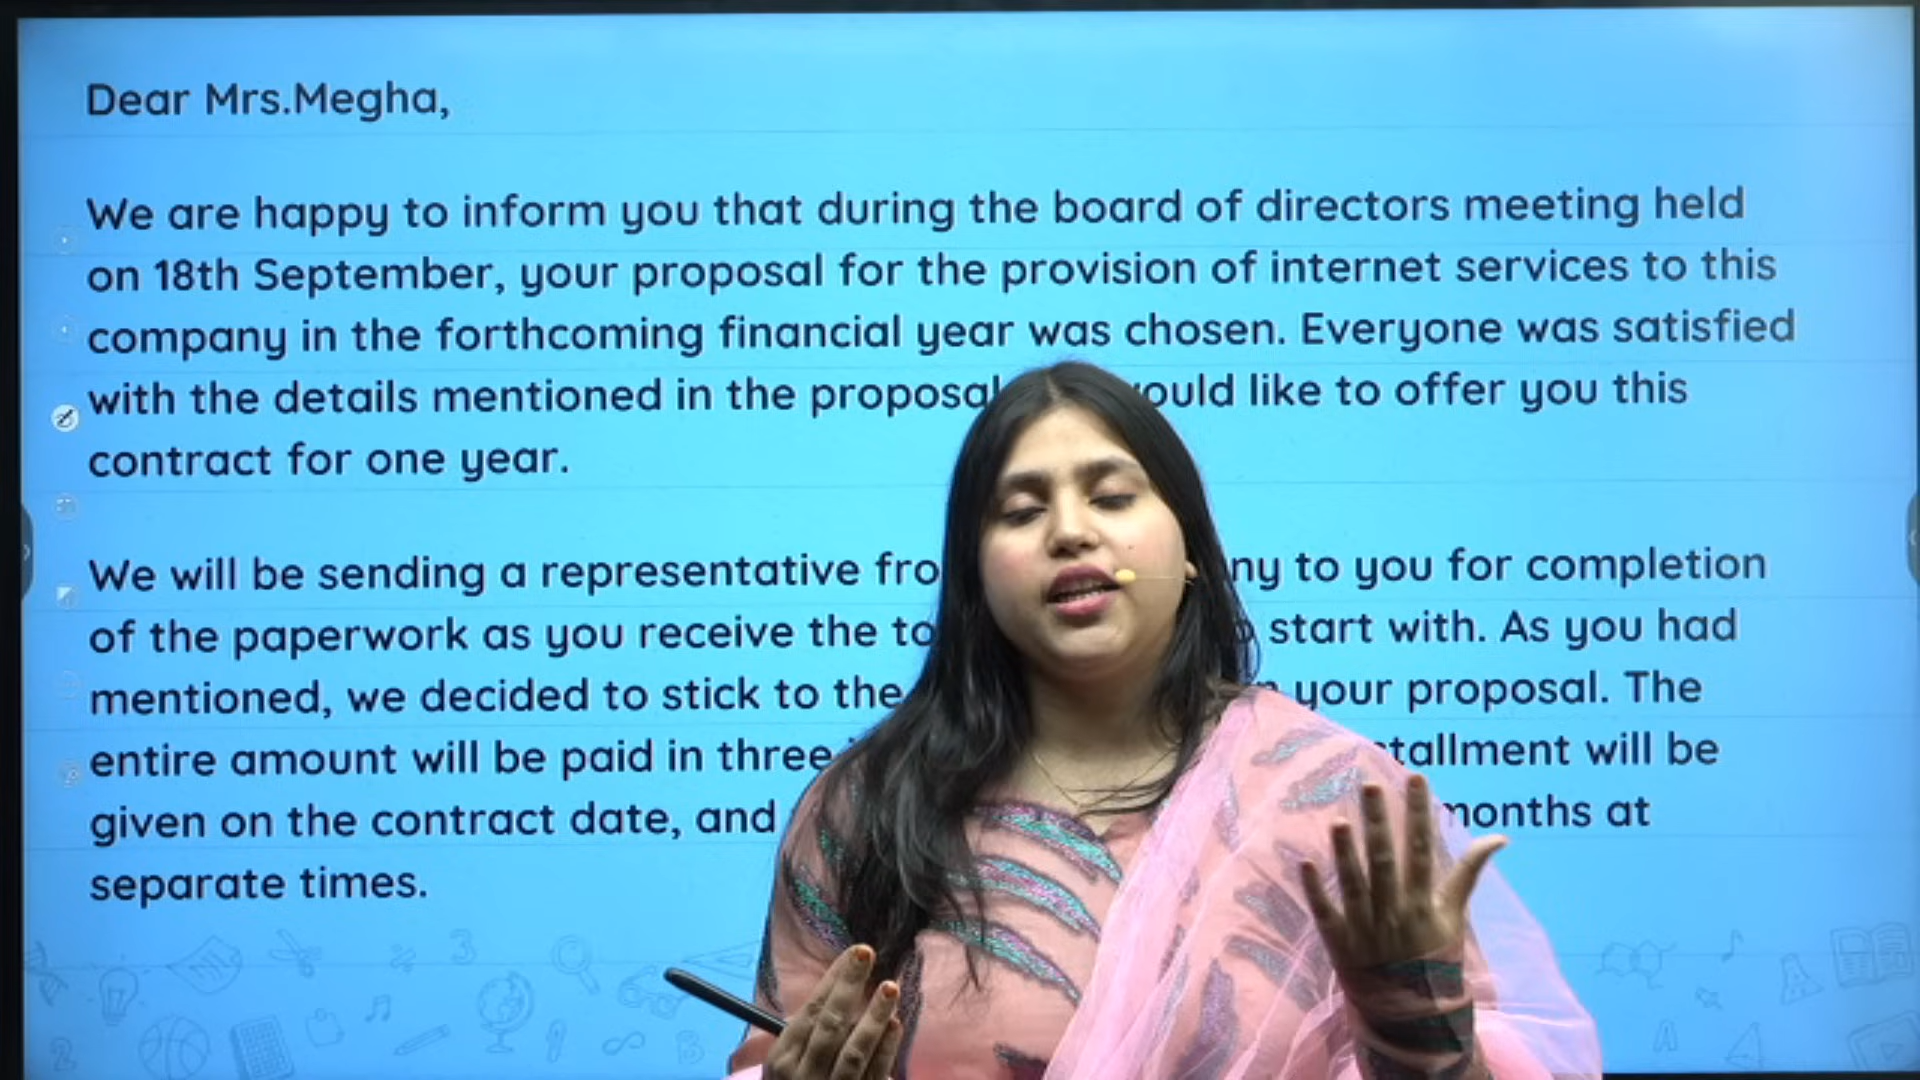 Dear Mrs.Megha,
We are happy to inform you that during the board of directors meeting held
on 18th September, your proposal for the provision of internet services to this
company in the forthcoming financial year was chosen. Everyone was satisfied
with the details mentioned in the proposal like to offer you this
contract for one year.
We will be sending a representative to you for completion
of the paperwork as you receive the start with. As you had
mentioned, we decided to stick to the your proposal. The
entire amount will be paid in three will be
given on the contract date, and months at
separate times.